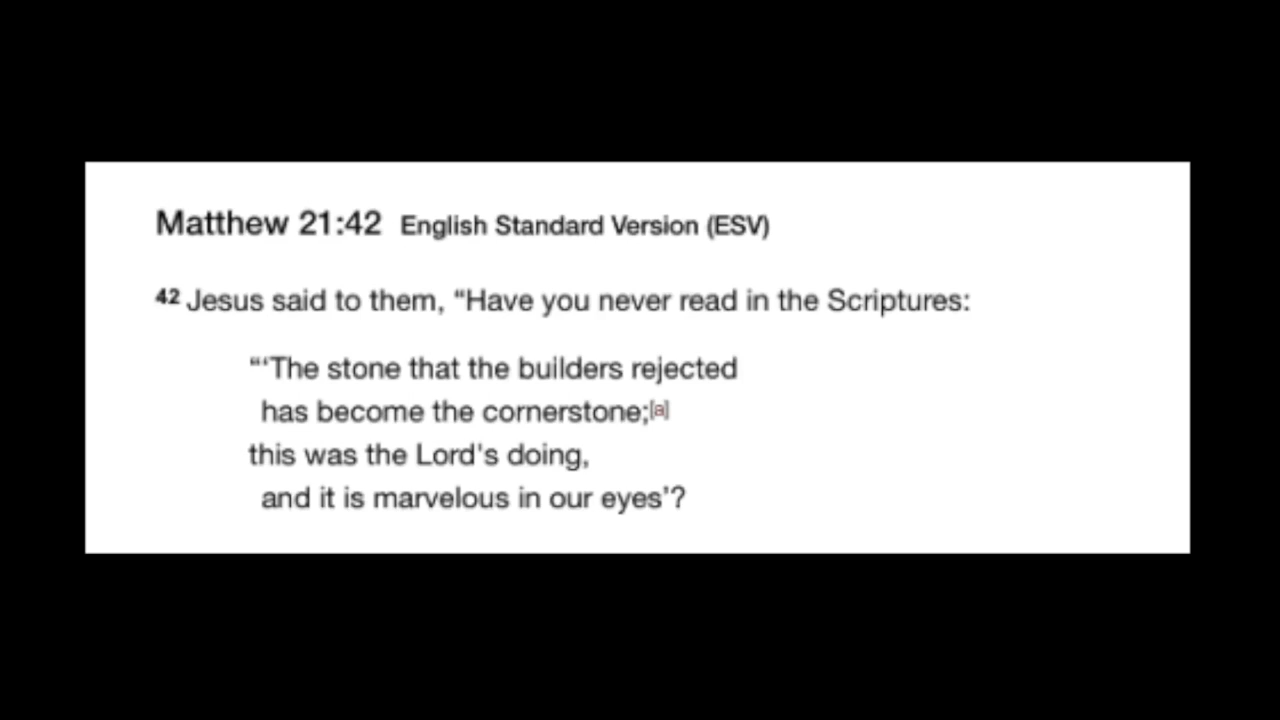 Matthew 21:42 English Standard Version (ESV)
42 Jesus said to them, “Have you never read in the Scriptures:
“‘The stone that the builders rejected
has become the cornerstone;[a]
this was the Lord's doing,
and it is marvelous in our eyes’?